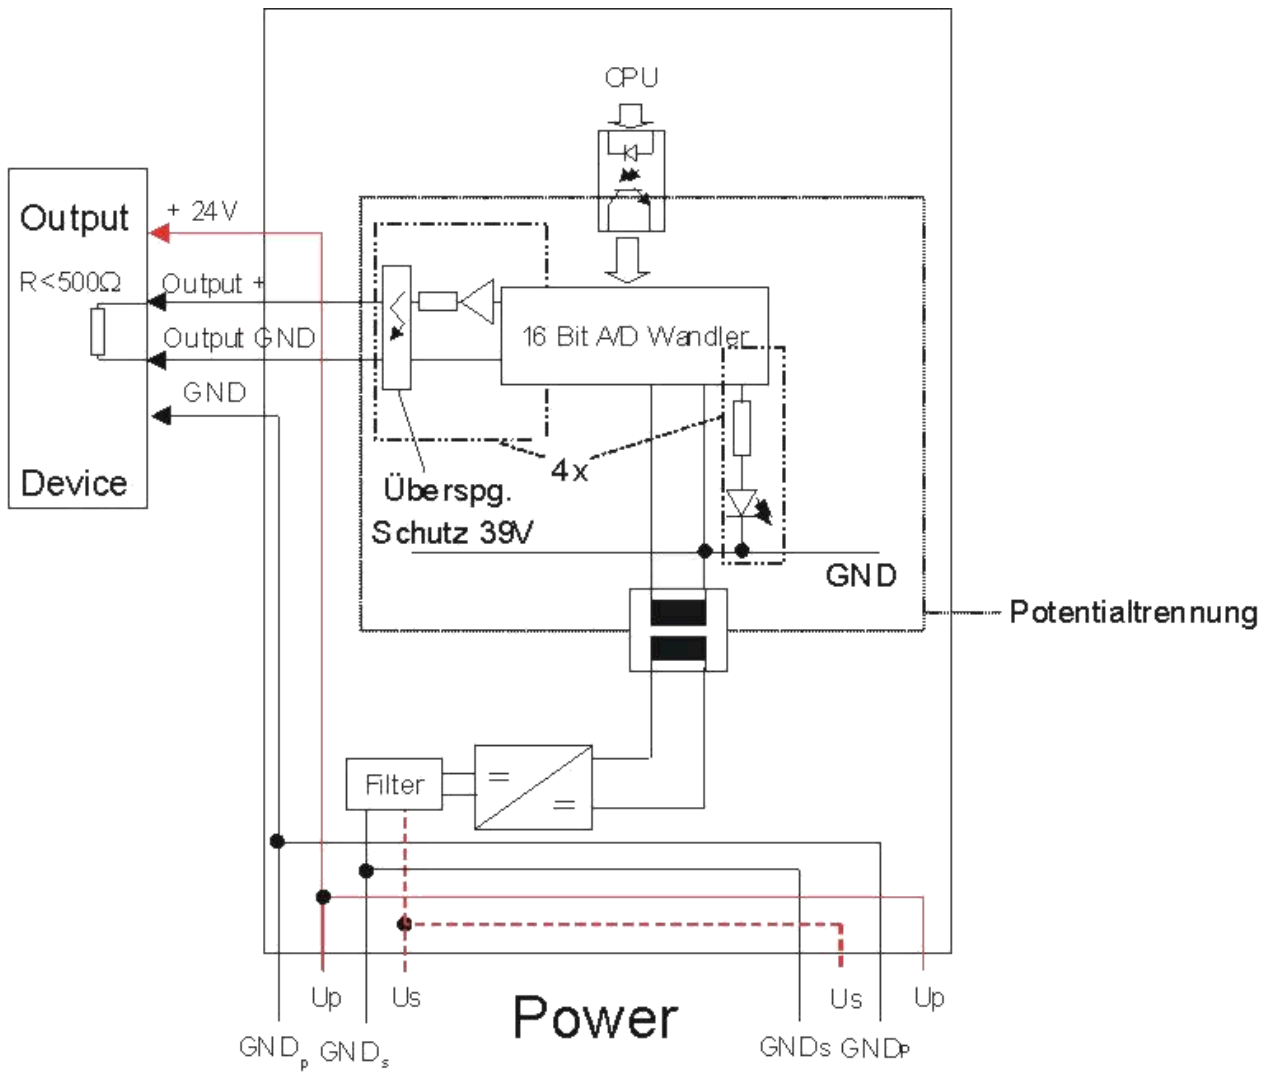 CPU
Output
+ 24V
R<500Ω
Output +
Output GND
GND
Device
16 Bit A/D Wandler
4x
Überspg.
Schutz 39V
GND
Potentialtrennung
Filter
=
=
Up
Us
Power
Us
Up
GNDp
GNDs
GNDs
GNDP